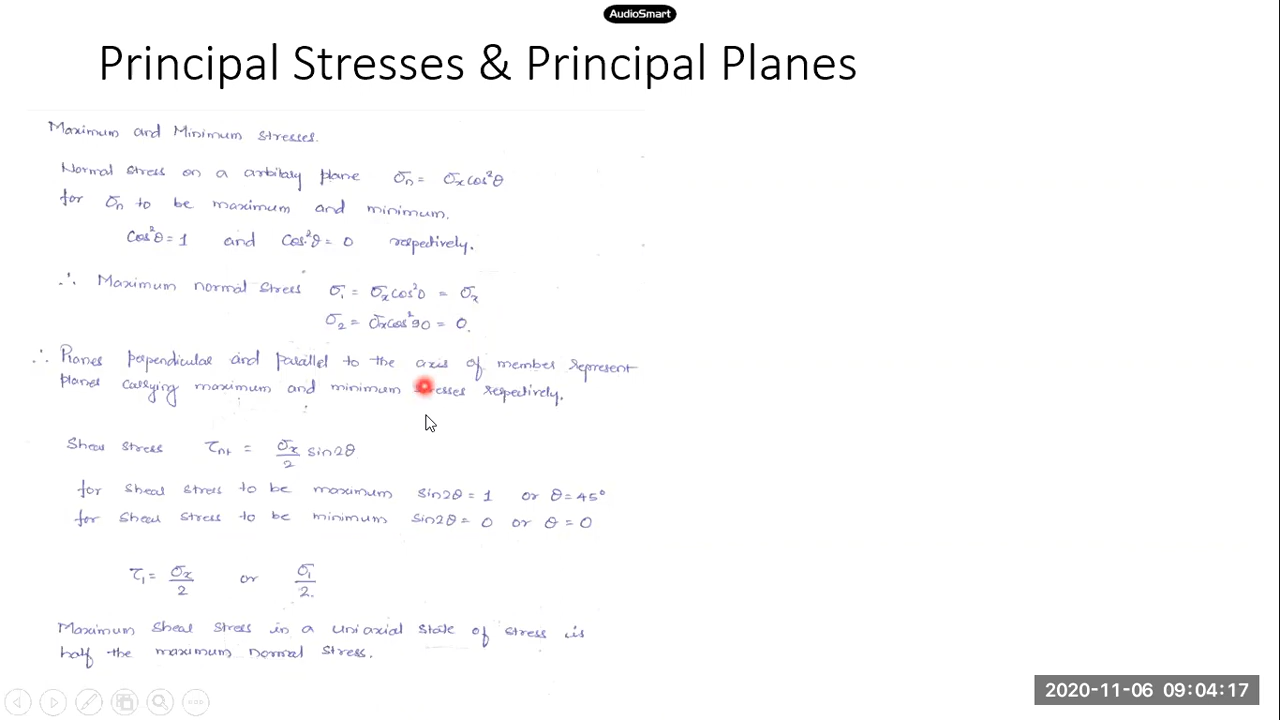 AudioSmart
Principal Stresses & Principal Planes
Maximum and Minimum stresses.
Normal stress on a arbitary plane σn = σx cos²θ
for σn to be maximum and minimum.
cos²θ = 1 and cos²θ = 0 respectively.
∴ Maximum normal stress σ1 = σx cos²0 = σx
σ2 = σx cos²90 = 0.
∴ Planes perpendicular and parallel to the axis of member represent
planes carrying maximum and minimum stresses respectively.
Shear stress τnt = σx/2 sin2θ
for shear stress to be maximum sin2θ = 1 or θ = 45°
for shear stress to be minimum sin2θ = 0 or θ = 0
τ1 = σx/2 or σ1/2.
Maximum shear stress in a uniaxial state of stress is
half the maximum normal stress.
2020-11-06 09:04:17